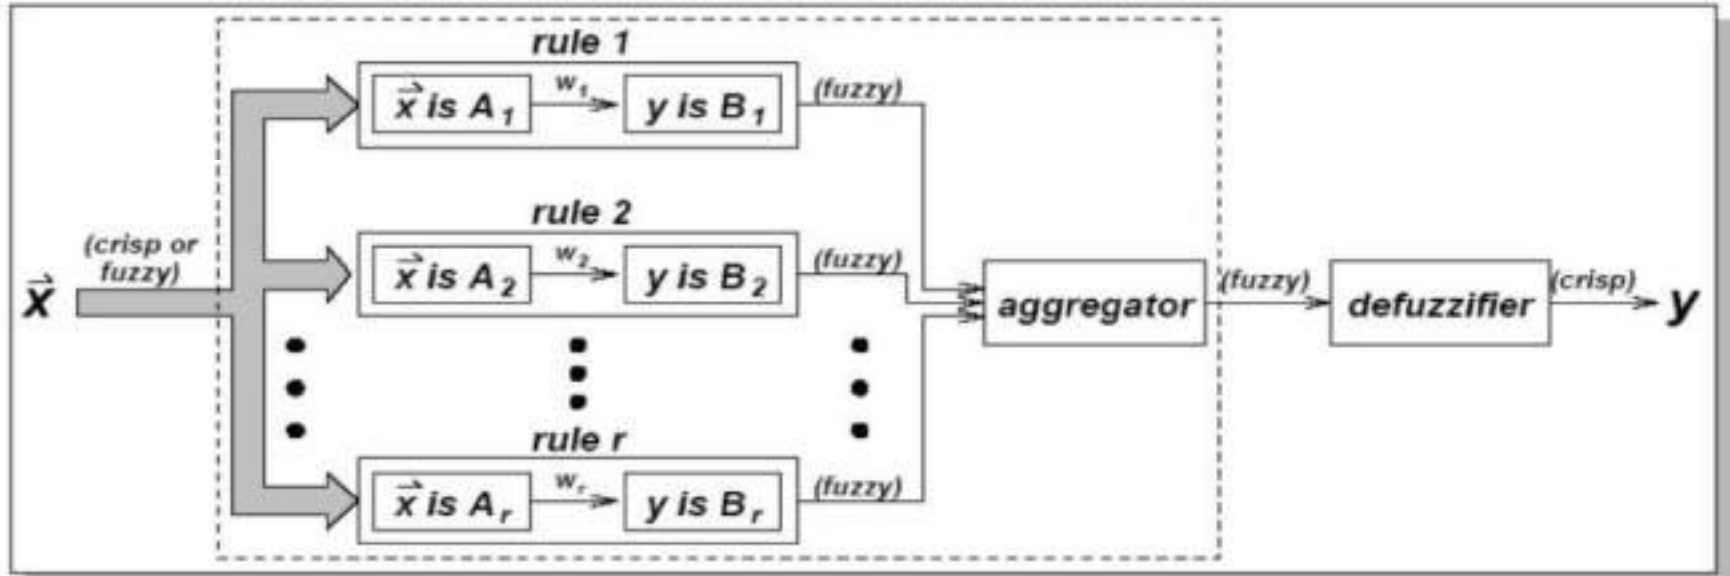 rule 1
x⃗ is A₁ w₁ y is B₁ (fuzzy)
rule 2
(crisp or
fuzzy)
x⃗ is A₂ w₂ y is B₂ (fuzzy)
x⃗
aggregator (fuzzy) defuzzifier (crisp) y
rule r
x⃗ is Aᵣ wᵣ y is Bᵣ (fuzzy)